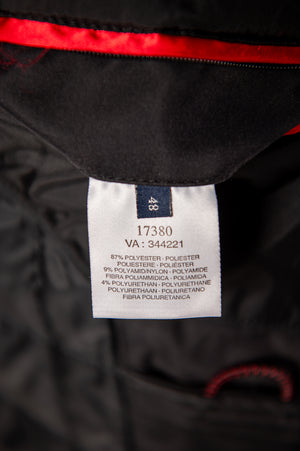 48
17380
VA : 344221
87% POLYESTER - POLIESTER
POLIESTERE - POLIÉSTER
9% POLYAMID/NYLON - POLYAMIDE
FIBRA POLIAMMIDICA - POLIAMIDA
4% POLYURETHAN - POLYURETHANE
POLYURETHAAN - POLIURETANO
FIBRA POLIURETANICA